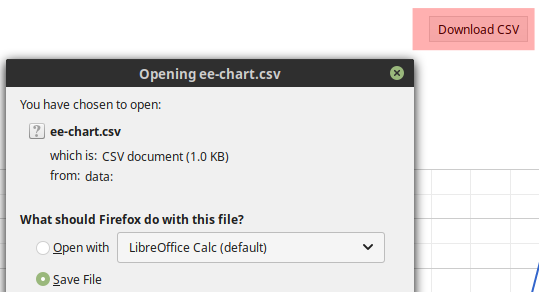 Download CSV
Opening ee-chart.csv
You have chosen to open:
? ee-chart.csv
which is: CSV document (1.0 KB)
from: data:
What should Firefox do with this file?
Open with LibreOffice Calc (default)
Save File